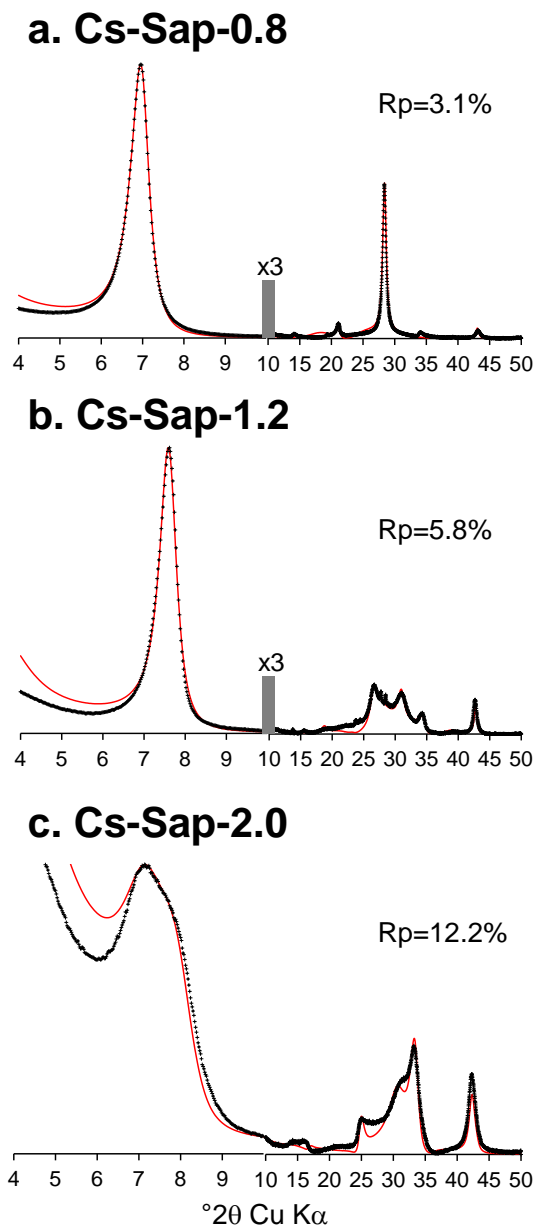 a. Cs-Sap-0.8
Rp=3.1%
x3
4 5 6 7 8 9 10 15 20 25 30 35 40 45 50
b. Cs-Sap-1.2
Rp=5.8%
x3
4 5 6 7 8 9 10 15 20 25 30 35 40 45 50
c. Cs-Sap-2.0
Rp=12.2%
4 5 6 7 8 9 10 15 20 25 30 35 40 45 50
°2θ Cu Kα